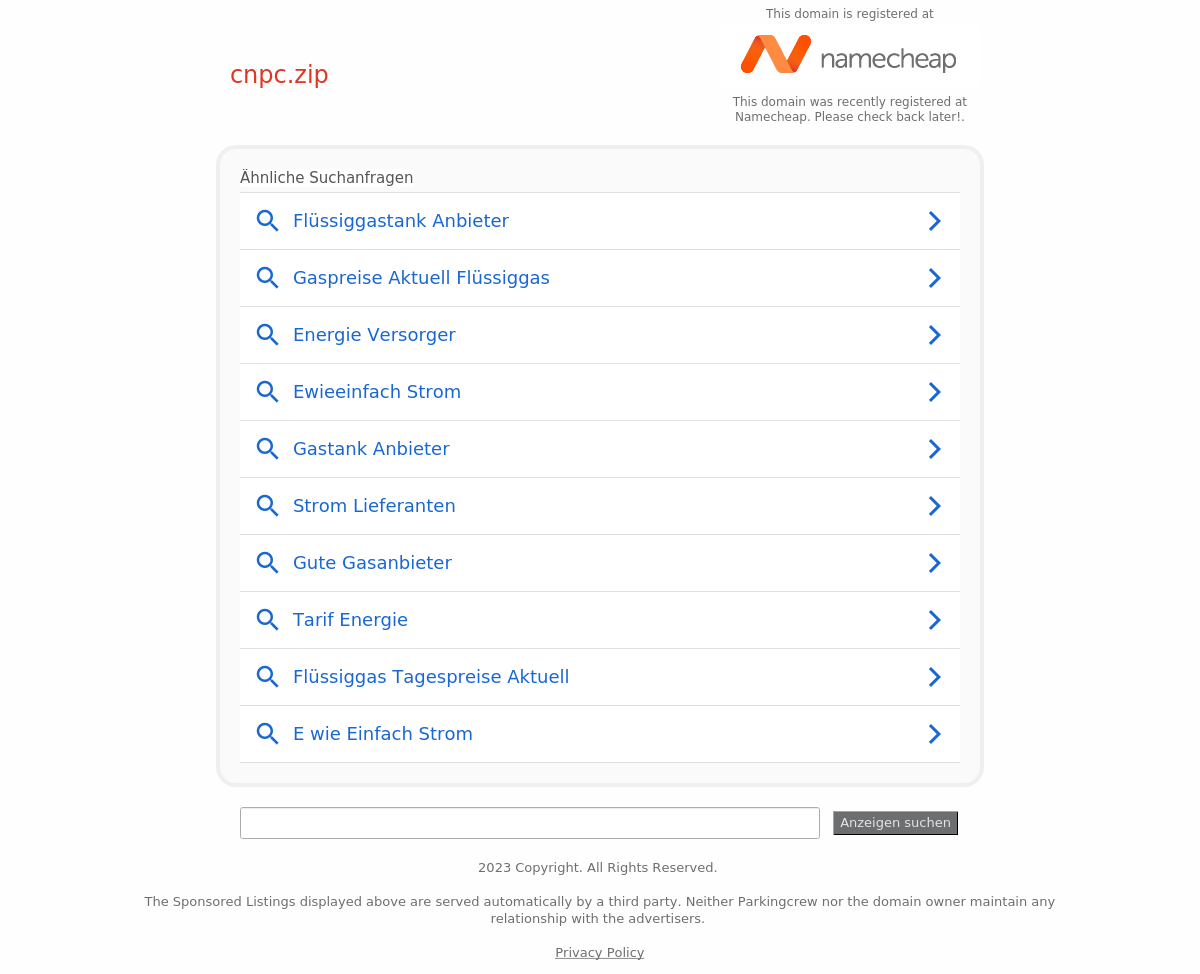 This domain is registered at
namecheap
cnpc.zip
This domain was recently registered at
Namecheap. Please check back later!.
Ähnliche Suchanfragen
Flüssiggastank Anbieter
Gaspreise Aktuell Flüssiggas
Energie Versorger
Ewieeinfach Strom
Gastank Anbieter
Strom Lieferanten
Gute Gasanbieter
Tarif Energie
Flüssiggas Tagespreise Aktuell
E wie Einfach Strom
Anzeigen suchen
2023 Copyright. All Rights Reserved.
The Sponsored Listings displayed above are served automatically by a third party. Neither Parkingcrew nor the domain owner maintain any
relationship with the advertisers.
Privacy Policy